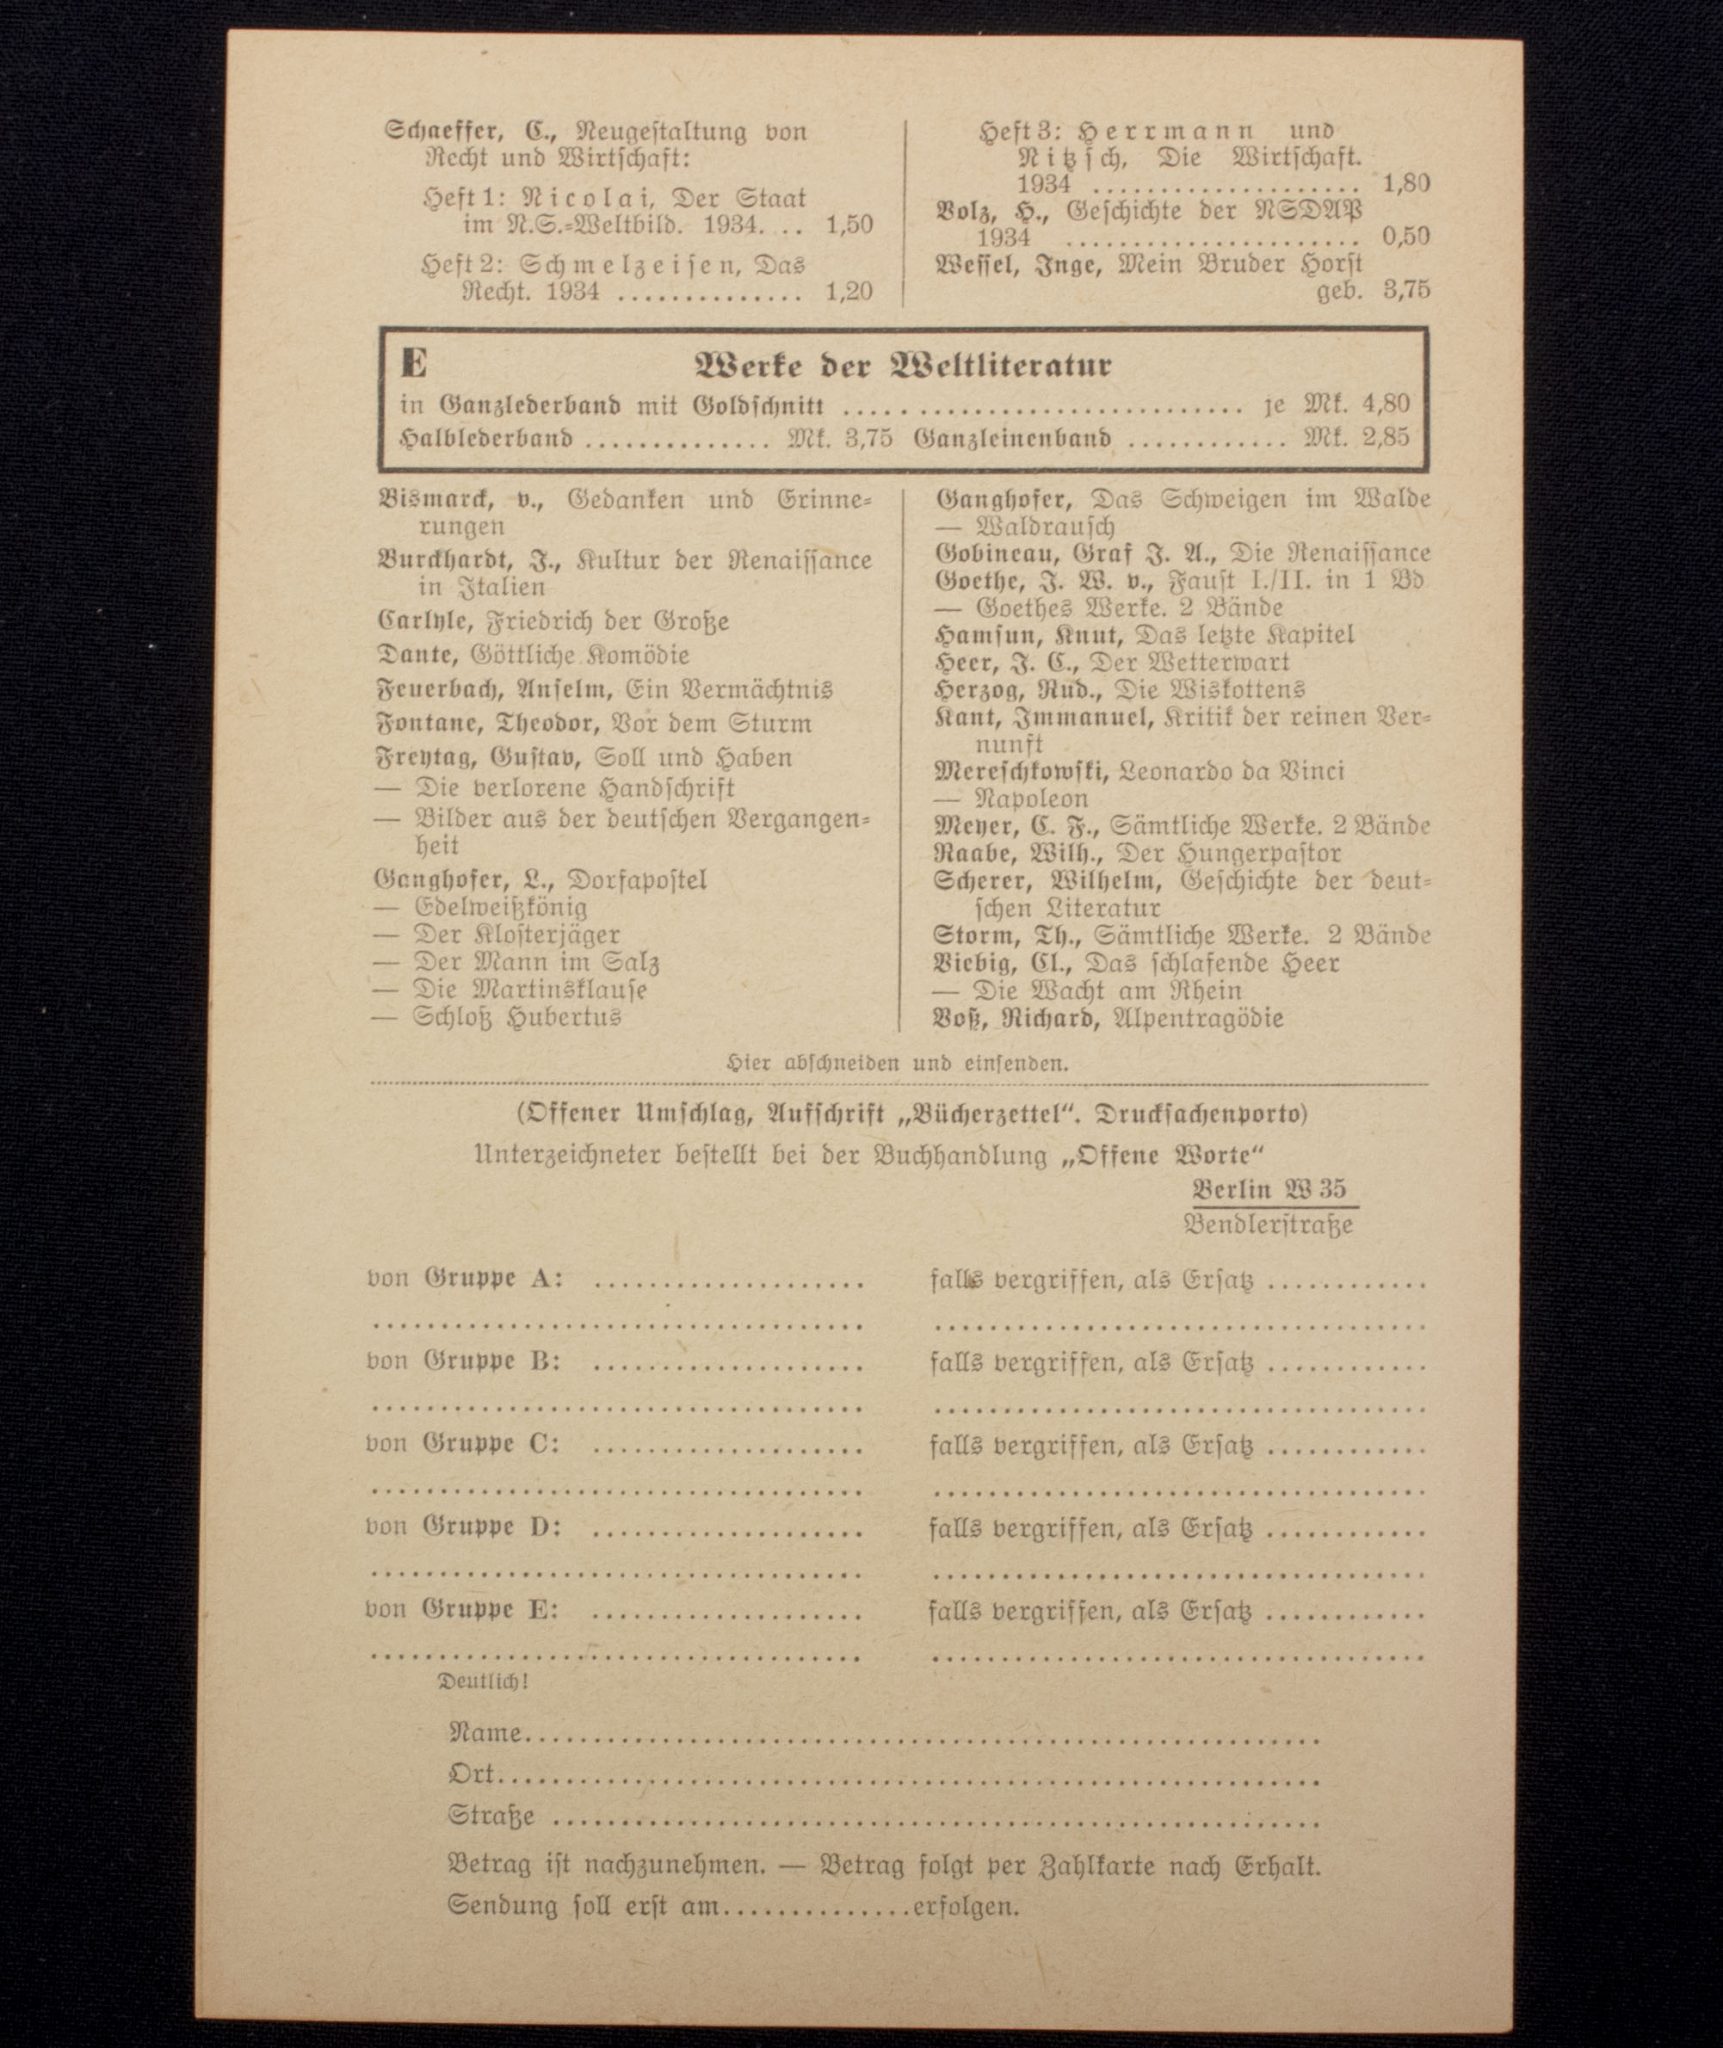 Schaeffer, C., Neugestaltung von
Recht und Wirtschaft:
Heft 1: Nicolai, Der Staat
im N.S.=Weltbild. 1934. .. 1,50
Heft 2: Schmelzeisen, Das
Recht. 1934 .............. 1,20
Heft 3: Herrmann und
Nitzsch, Die Wirtschaft.
1934 .................... 1,80
Volz, H., Geschichte der NSDAP
1934 ...................... 0,50
Wessel, Inge, Mein Bruder Horst
geb. 3,75
E Werke der Weltliteratur
in Ganzlederband mit Goldschnitt .............................. je Mk. 4,80
Halblederband .............. Mk. 3,75 Ganzleinenband ............ Mk. 2,85
Bismarck, v., Gedanken und Erinne=
rungen
Burckhardt, J., Kultur der Renaissance
in Italien
Carlyle, Friedrich der Große
Dante, Göttliche Komödie
Feuerbach, Anselm, Ein Vermächtnis
Fontane, Theodor, Vor dem Sturm
Freytag, Gustav, Soll und Haben
— Die verlorene Handschrift
— Bilder aus der deutschen Vergangen=
heit
Ganghofer, L., Dorfapostel
— Edelweißkönig
— Der Klosterjäger
— Der Mann im Salz
— Die Martinsklause
— Schloß Hubertus
Ganghofer, Das Schweigen im Walde
— Waldrausch
Gobineau, Graf J. A., Die Renaissance
Goethe, J. W. v., Faust I./II. in 1 Bd
— Goethes Werke. 2 Bände
Hamsun, Knut, Das letzte Kapitel
Heer, J. C., Der Wetterwart
Herzog, Rud., Die Wiskottens
Kant, Immanuel, Kritik der reinen Ver=
nunft
Mereschkowski, Leonardo da Vinci
— Napoleon
Meyer, C. F., Sämtliche Werke. 2 Bände
Raabe, Wilh., Der Hungerpastor
Scherer, Wilhelm, Geschichte der deut=
schen Literatur
Storm, Th., Sämtliche Werke. 2 Bände
Viebig, Cl., Das schlafende Heer
— Die Wacht am Rhein
Voß, Richard, Alpentragödie
Hier abschneiden und einsenden.
(Offener Umschlag, Aufschrift „Bücherzettel“. Drucksachenporto)
Unterzeichneter bestellt bei der Buchhandlung „Offene Worte“
Berlin W 35
Bendlerstraße
von Gruppe A: .................... falls vergriffen, als Ersatz ............
von Gruppe B: .................... falls vergriffen, als Ersatz ............
von Gruppe C: .................... falls vergriffen, als Ersatz ............
von Gruppe D: .................... falls vergriffen, als Ersatz ............
von Gruppe E: .................... falls vergriffen, als Ersatz ............
Deutlich!
Name..........................................................
Ort............................................................
Straße ........................................................
Betrag ist nachzunehmen. — Betrag folgt per Zahlkarte nach Erhalt.
Sendung soll erst am..............erfolgen.